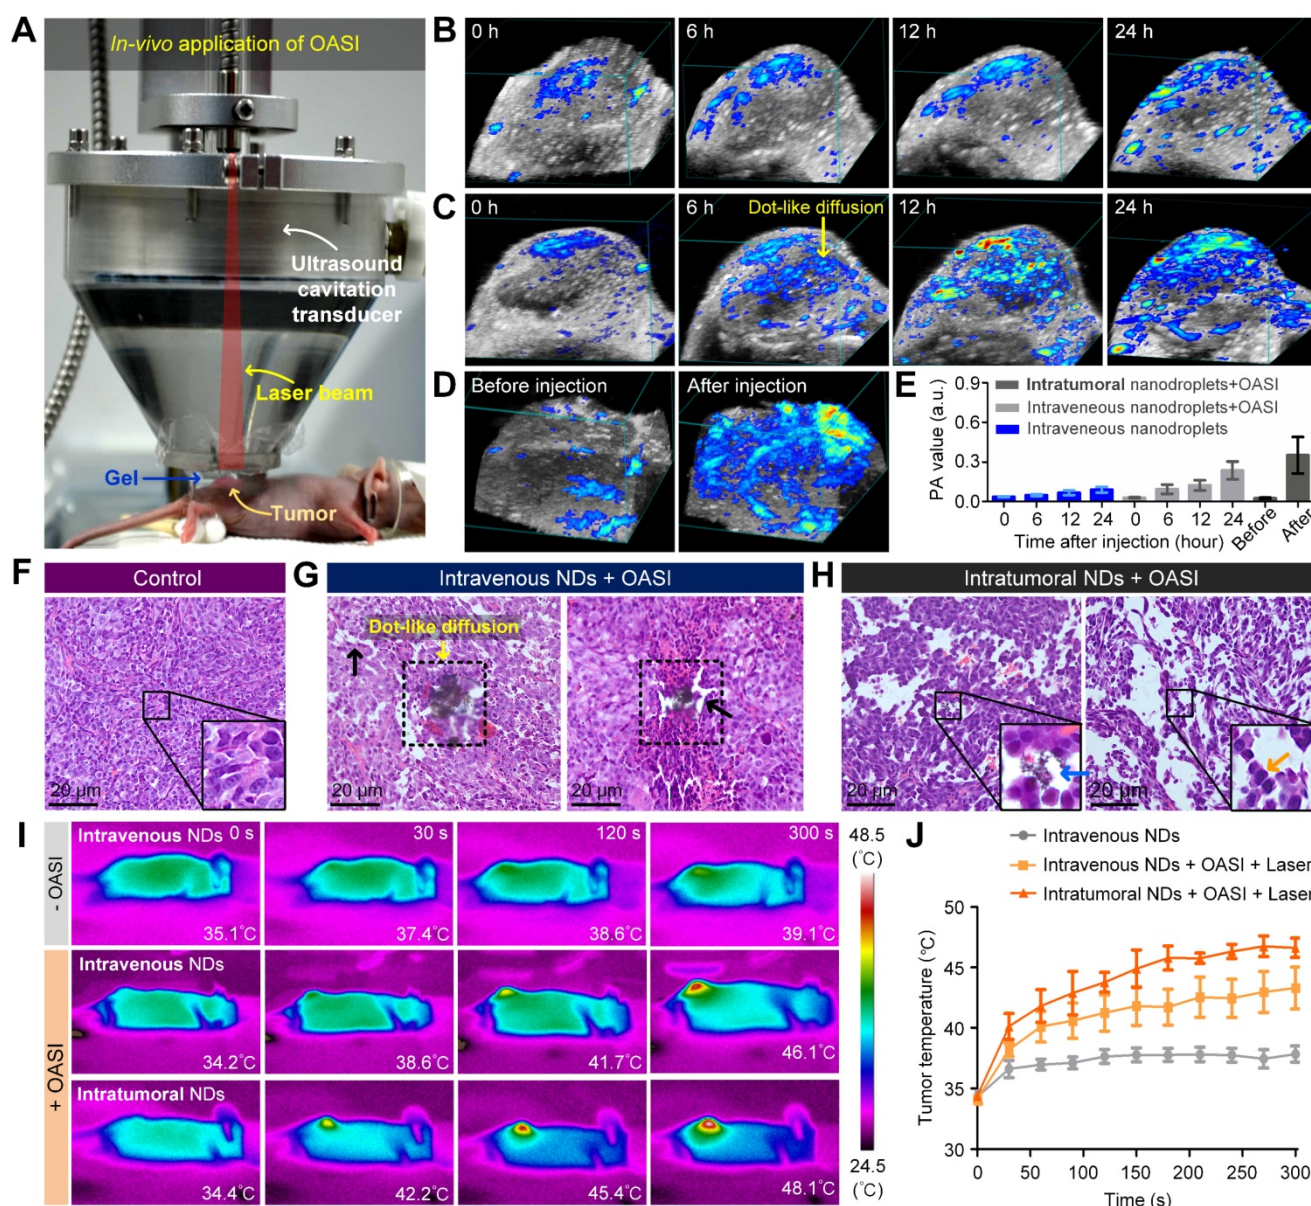 A
In-vivo application of OASI
Ultrasound
cavitation
transducer
Laser beam
Gel
Tumor
B
0 h
6 h
12 h
24 h
C
0 h
6 h
Dot-like diffusion
12 h
24 h
D
Before injection
After injection
E
0.9
0.6
0.3
0.0
PA value (a.u.)
Intratumoral nanodroplets+OASI
Intraveneous nanodroplets+OASI
Intraveneous nanodroplets
0 6 12 24 0 6 12 24 Before After
Time after injection (hour)
F
Control
20 µm
G
Intravenous NDs + OASI
Dot-like diffusion
20 µm
20 µm
H
Intratumoral NDs + OASI
20 µm
20 µm
I
- OASI
Intravenous NDs 0 s
35.1°C
30 s
37.4°C
120 s
38.6°C
300 s
39.1°C
+ OASI
Intravenous NDs
34.2°C
38.6°C
41.7°C
46.1°C
Intratumoral NDs
34.4°C
42.2°C
45.4°C
48.1°C
48.5
(°C)
24.5
(°C)
J
Intravenous NDs
Intravenous NDs + OASI + Laser
Intratumoral NDs + OASI + Laser
Tumor temperature (°C)
50
45
40
35
30
0 50 100 150 200 250 300
Time (s)